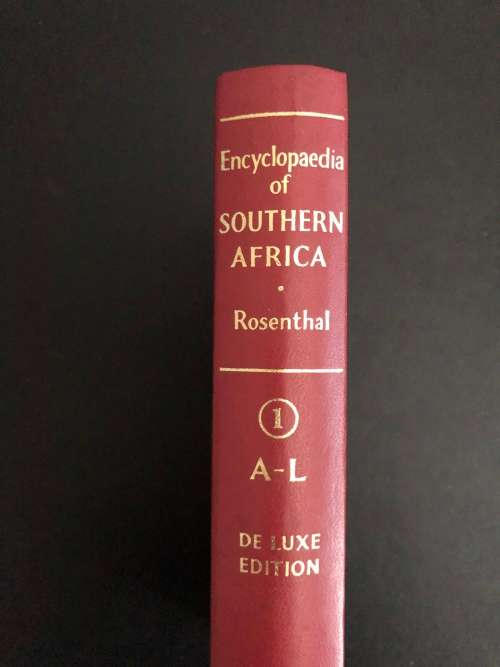 Encyclopaedia
of
SOUTHERN
AFRICA
·
Rosenthal
1
A-L
DE LUXE
EDITION